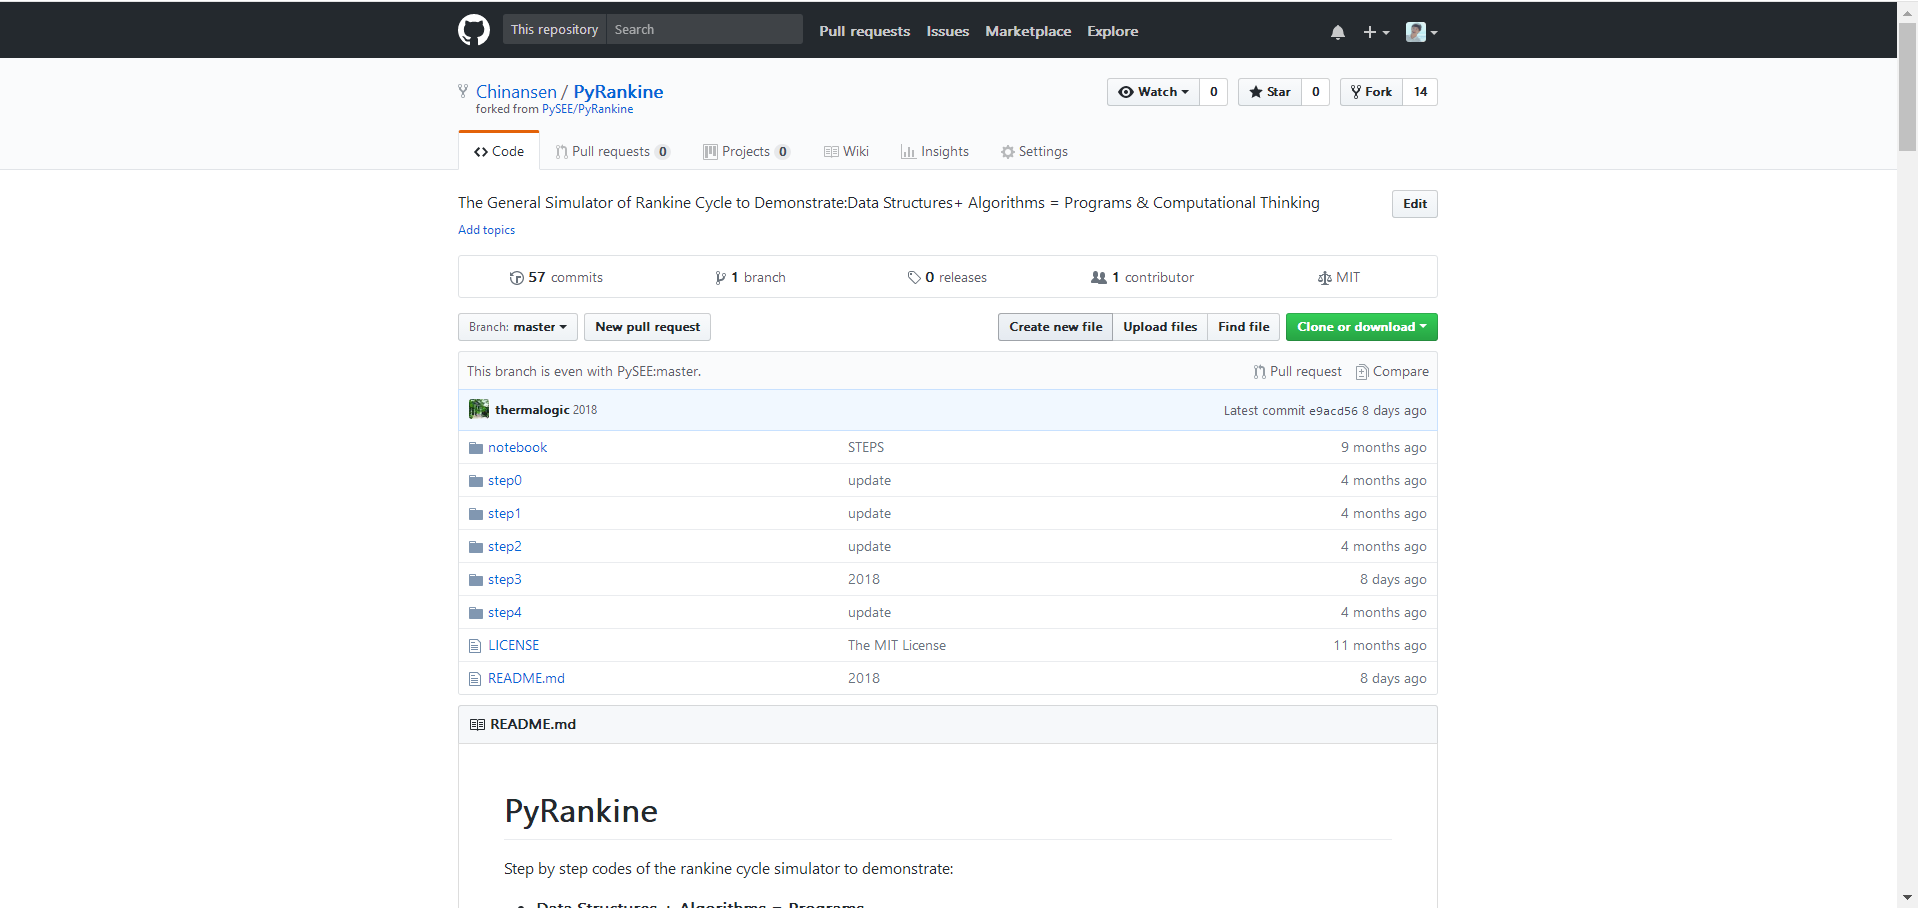 This repository Search Pull requests Issues Marketplace Explore
Chinansen / PyRankine Watch 0 Star 0 Fork 14
forked from PySEE/PyRankine
Code Pull requests 0 Projects 0 Wiki Insights Settings
The General Simulator of Rankine Cycle to Demonstrate:Data Structures+ Algorithms = Programs & Computational Thinking Edit
Add topics
57 commits 1 branch 0 releases 1 contributor MIT
Branch: master New pull request Create new file Upload files Find file Clone or download
This branch is even with PySEE:master. Pull request Compare
thermalogic 2018 Latest commit e9acd56 8 days ago
notebook STEPS 9 months ago
step0 update 4 months ago
step1 update 4 months ago
step2 update 4 months ago
step3 2018 8 days ago
step4 update 4 months ago
LICENSE The MIT License 11 months ago
README.md 2018 8 days ago
README.md
PyRankine
Step by step codes of the rankine cycle simulator to demonstrate:
• Data Structures + Algorithms = Programs